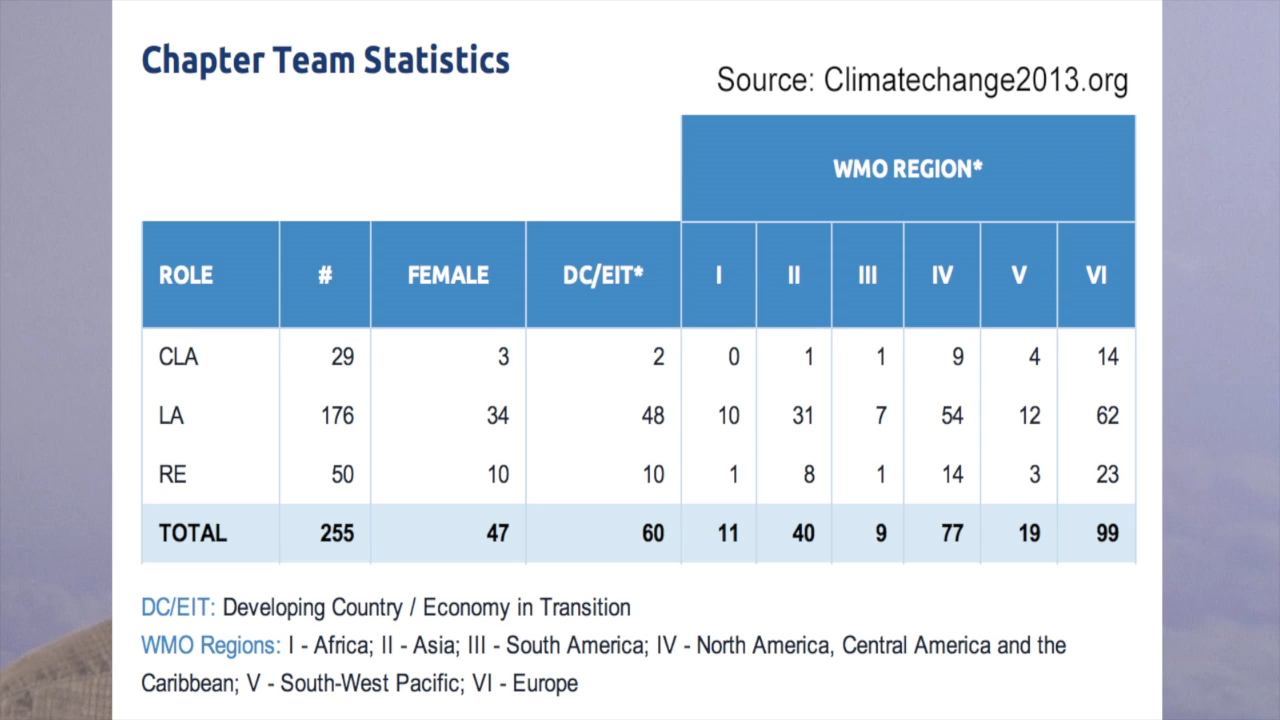 Chapter Team Statistics
Source: Climatechange2013.org
WMO REGION*
ROLE # FEMALE DC/EIT* I II III IV V VI
CLA 29 3 2 0 1 1 9 4 14
LA 176 34 48 10 31 7 54 12 62
RE 50 10 10 1 8 1 14 3 23
TOTAL 255 47 60 11 40 9 77 19 99
DC/EIT: Developing Country / Economy in Transition
WMO Regions: I - Africa; II - Asia; III - South America; IV - North America, Central America and the
Caribbean; V - South-West Pacific; VI - Europe